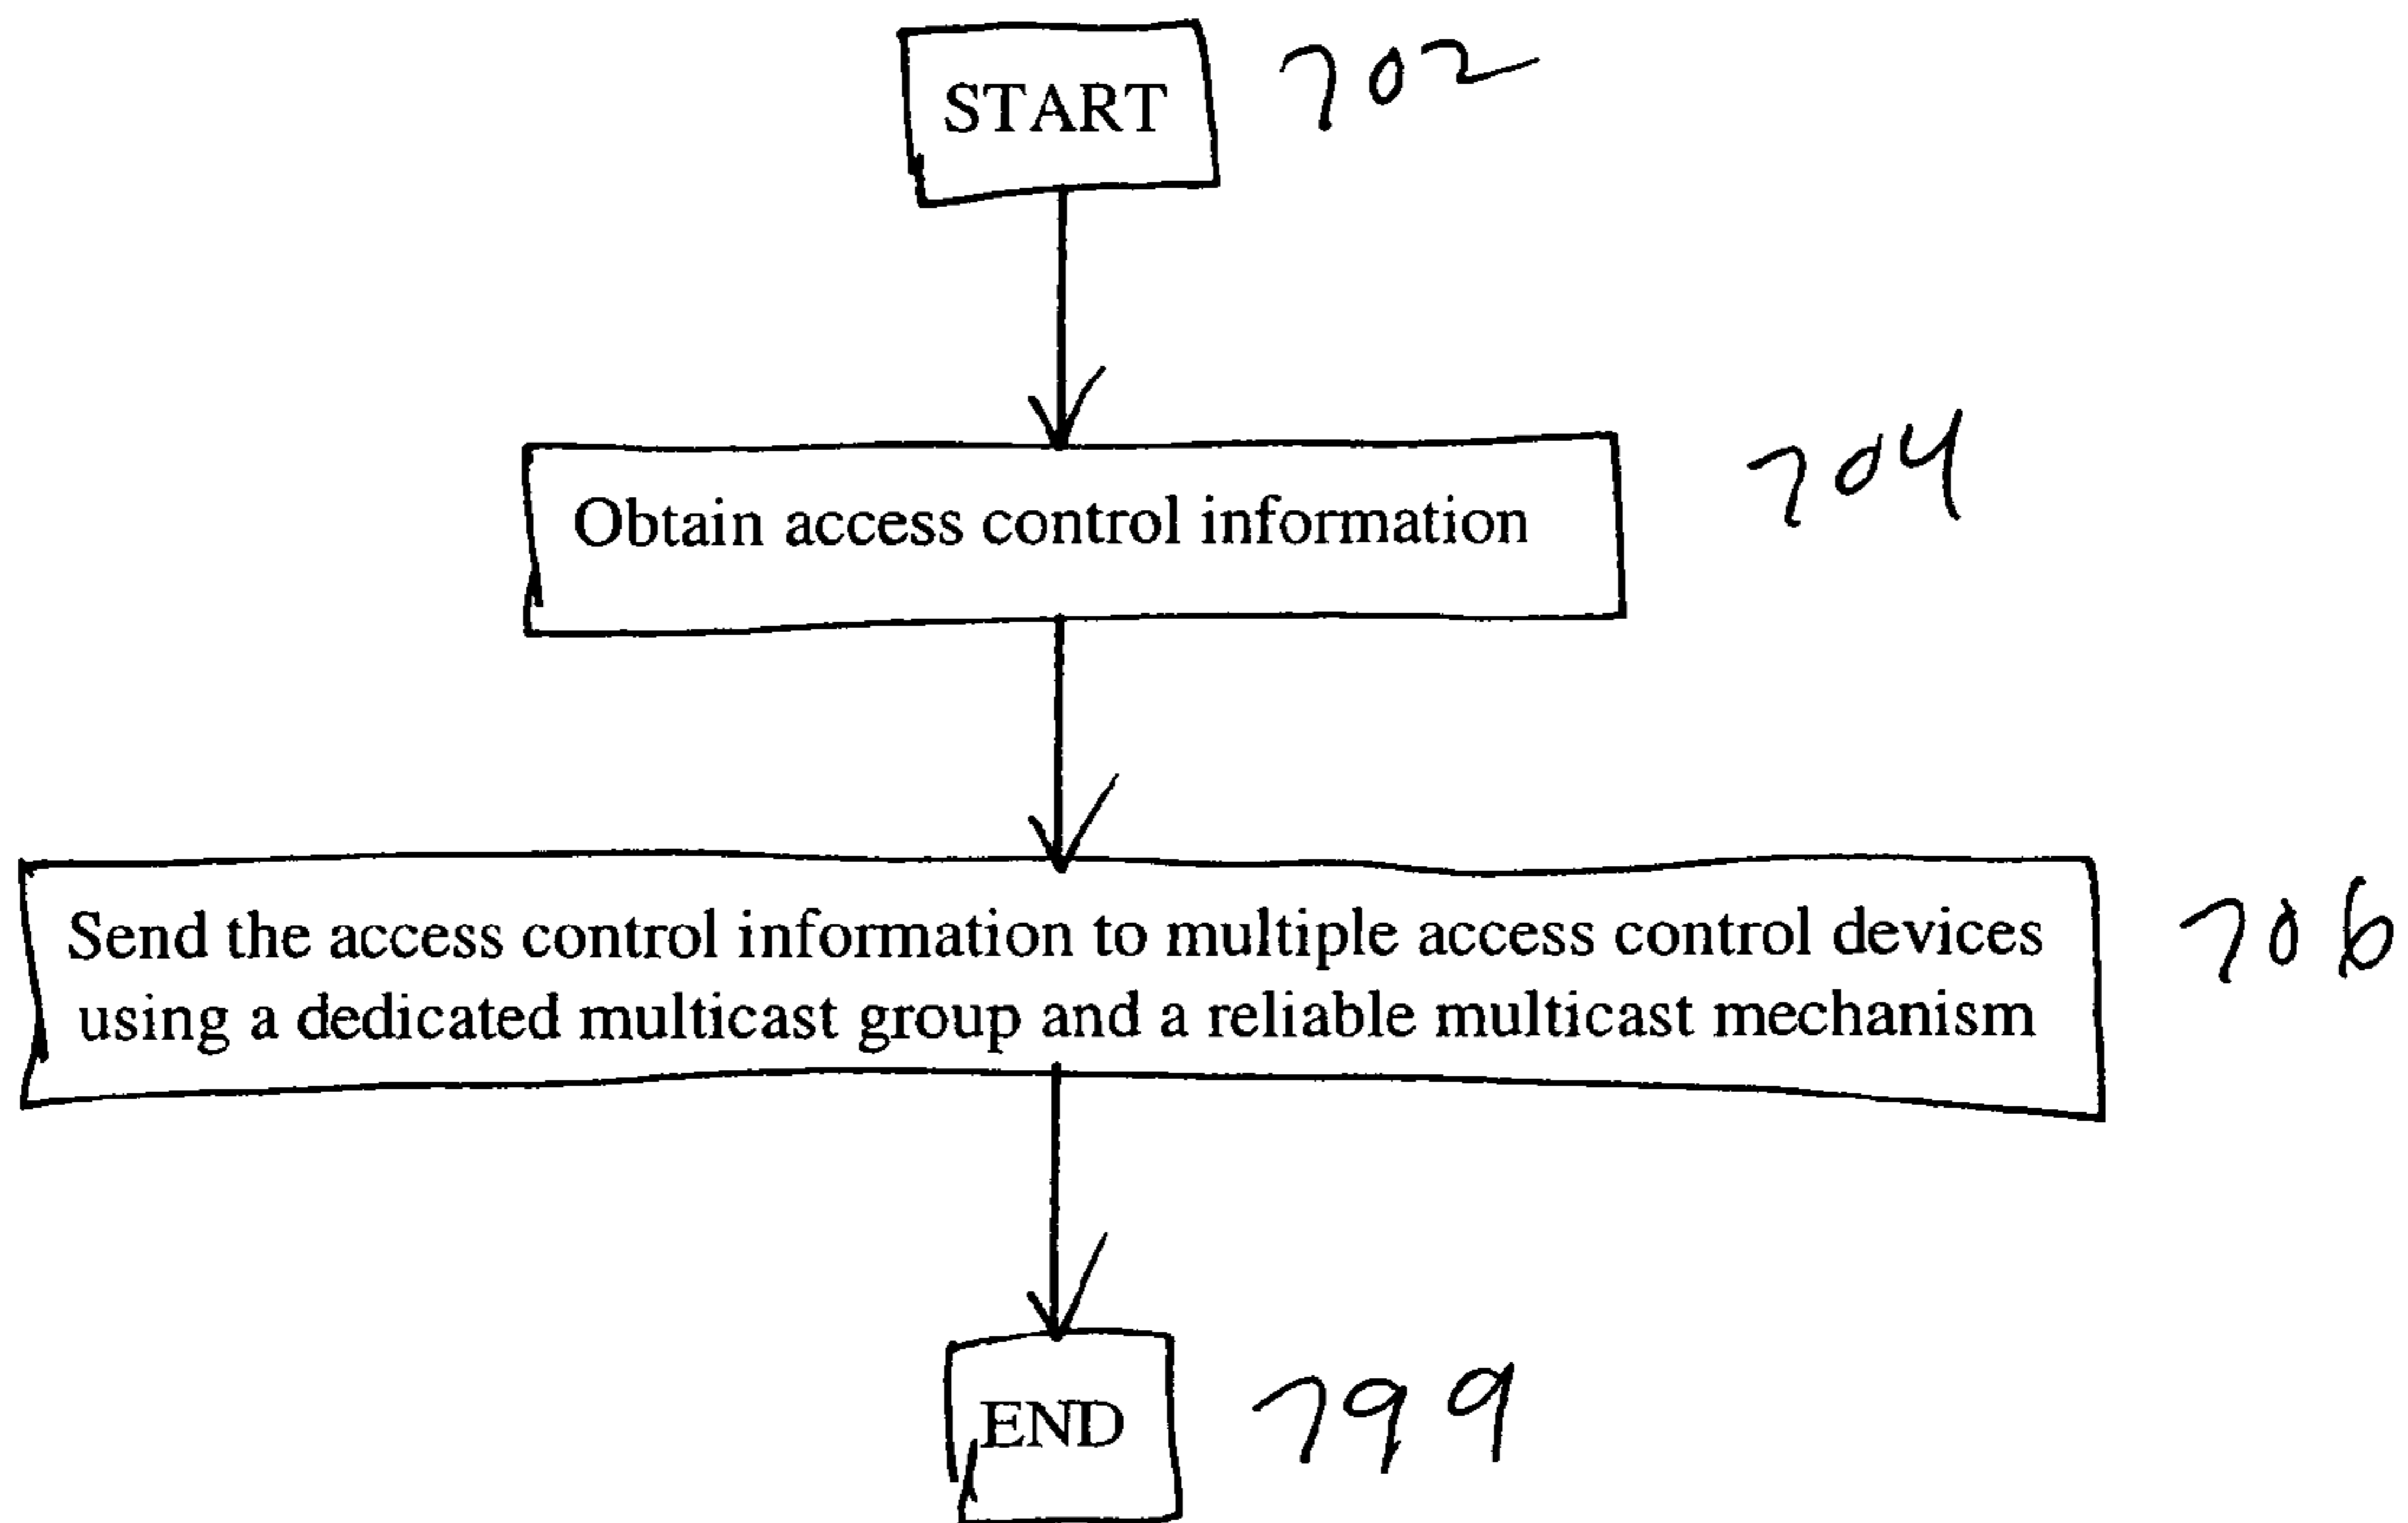 START 702
Obtain access control information 704
Send the access control information to multiple access control devices 706
using a dedicated multicast group and a reliable multicast mechanism
END 799